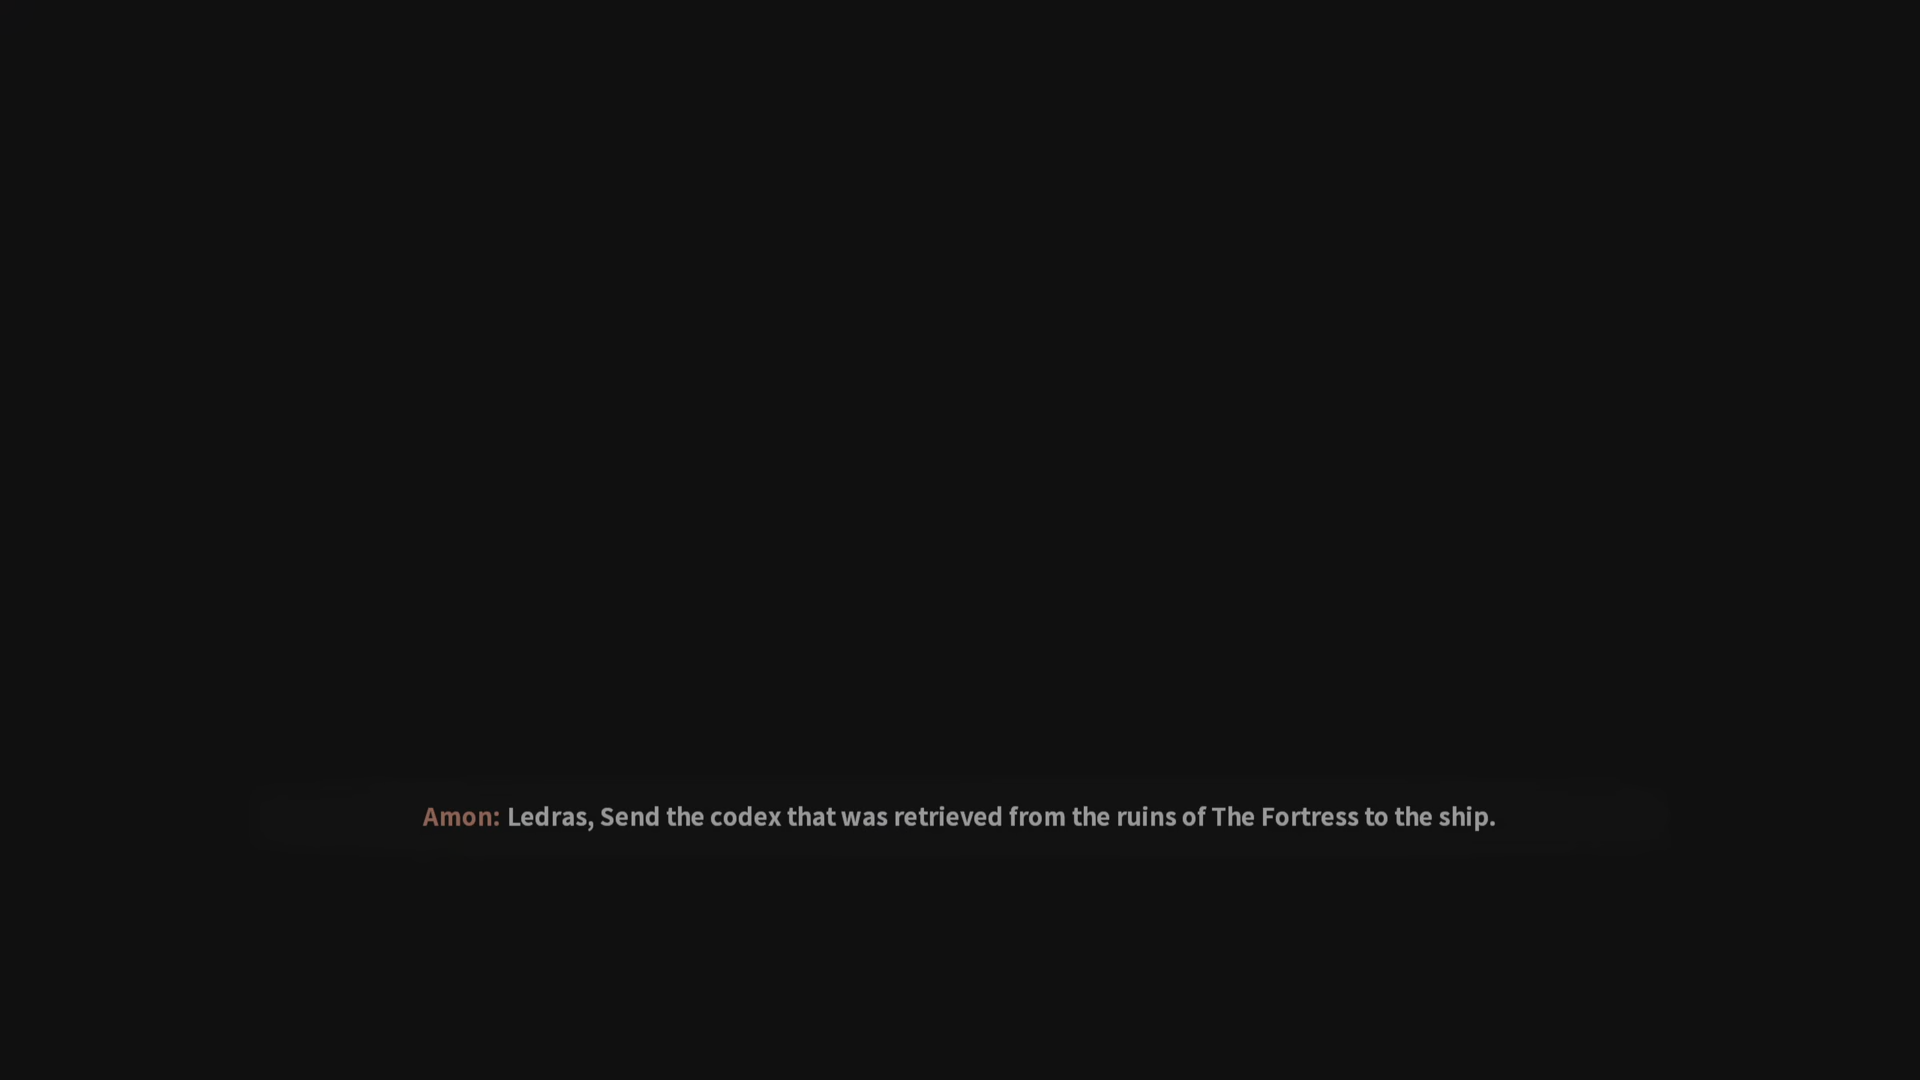 Amon: Ledras, Send the codex that was retrieved from the ruins of The Fortress to the ship.